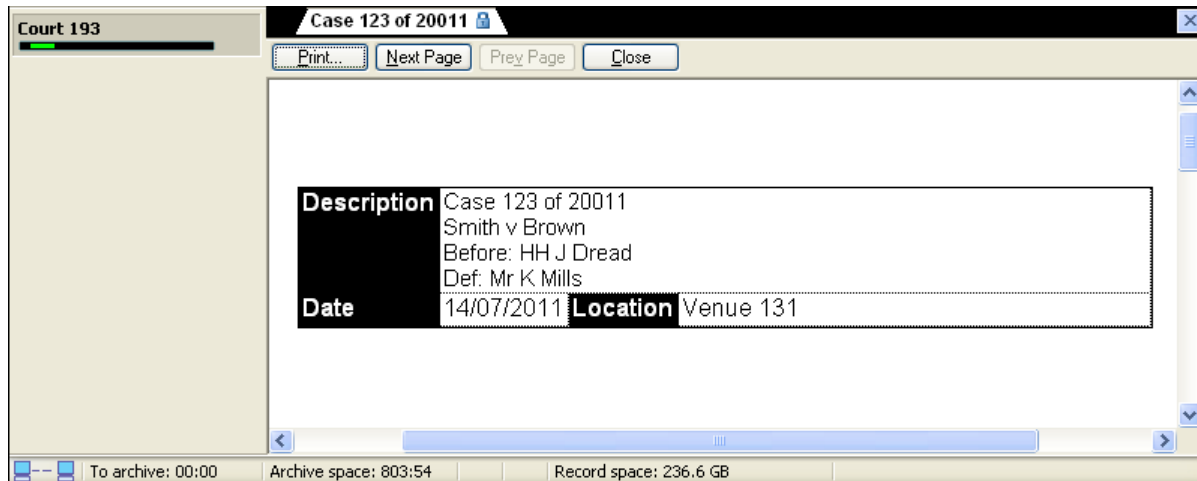 Court 193
Case 123 of 20011
Print... Next Page Prev Page Close
Description Case 123 of 20011
Smith v Brown
Before: HH J Dread
Def: Mr K Mills
Date 14/07/2011 Location Venue 131
To archive: 00:00 Archive space: 803:54 Record space: 236.6 GB